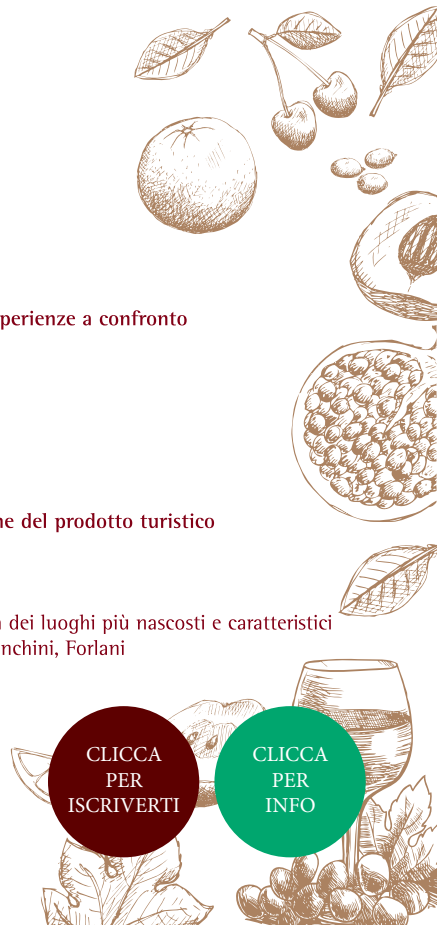 perienze a confronto
ne del prodotto turistico
dei luoghi più nascosti e caratteristici
nchini, Forlani
CLICCA
PER
ISCRIVERTI
CLICCA
PER
INFO